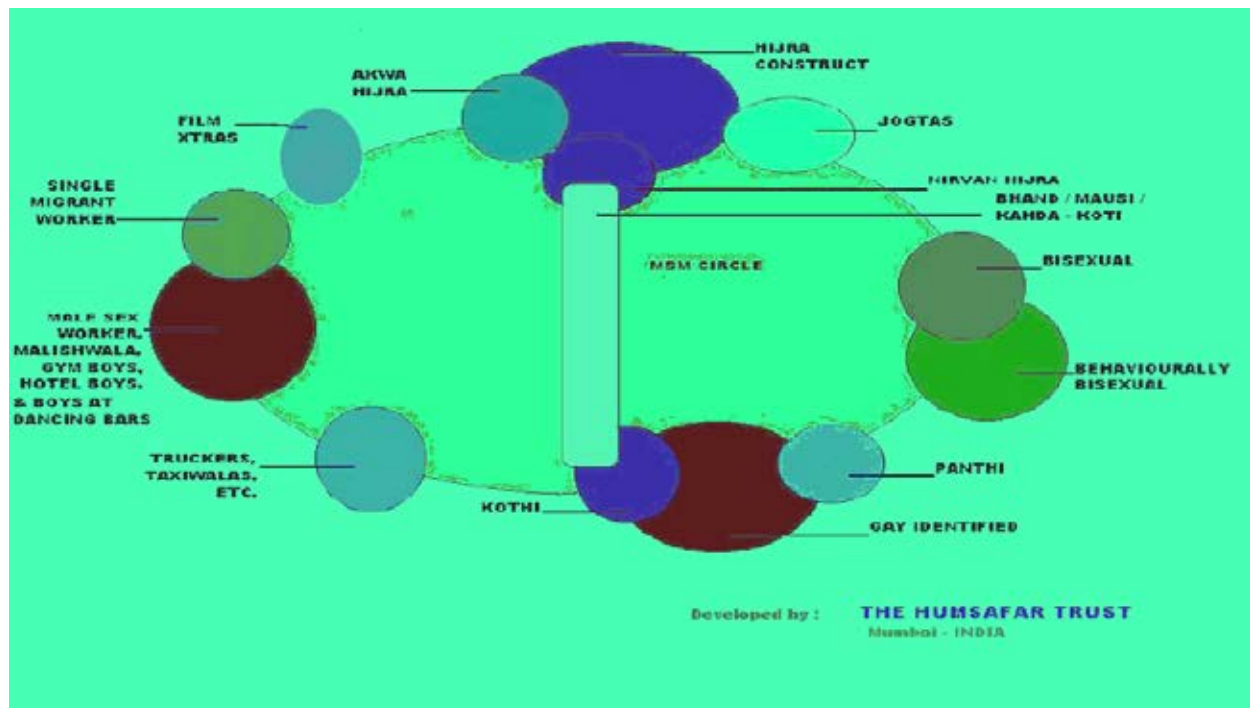 HIJRA
CONSTRUCT
AKWA
HIJRA
FILM
XTRAS
JOGTAS
SINGLE
MIGRANT
WORKER
NIRVAN HIJRA
BHAND / MAUSI /
KAHDA - KOTI
MSM CIRCLE
BISEXUAL
MALE SEX
WORKER,
MALISHWALA,
GYM BOYS,
HOTEL BOYS.
& BOYS AT
DANCING BARS
BEHAVIOURALLY
BISEXUAL
TRUCKERS,
TAXIWALAS,
ETC.
PANTHI
KOTHI
GAY IDENTIFIED
Developed by :
THE HUMSAFAR TRUST
Mumbai - INDIA